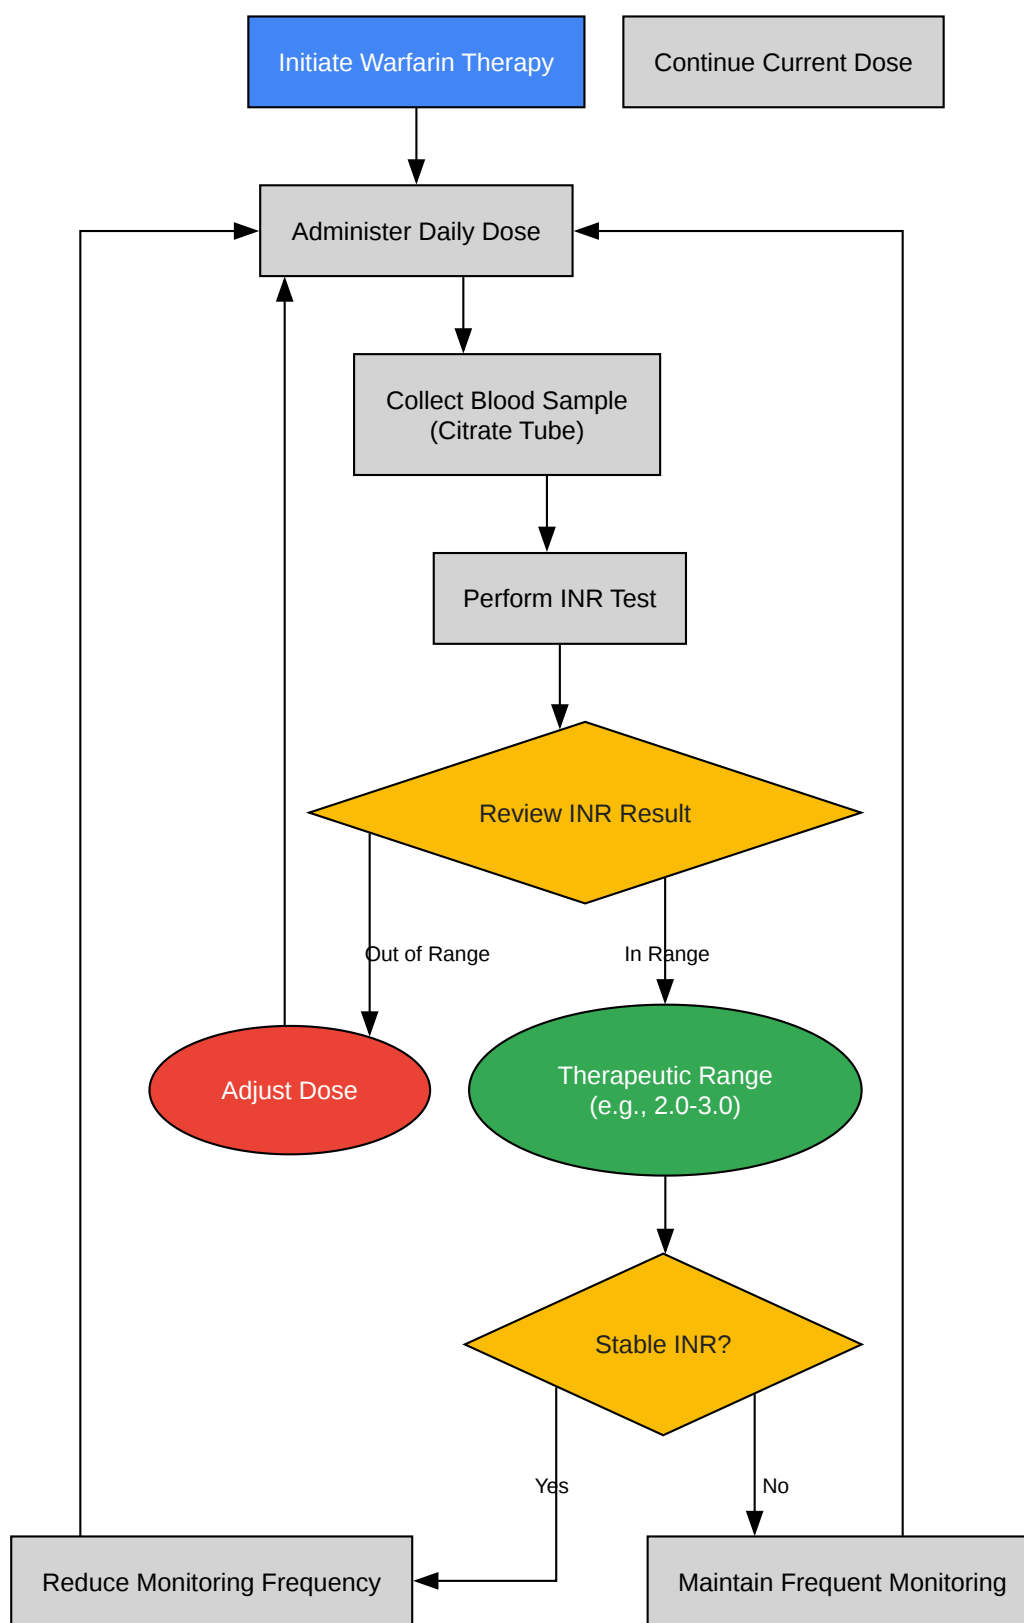 Initiate Warfarin Therapy
Continue Current Dose
Administer Daily Dose
Collect Blood Sample
(Citrate Tube)
Perform INR Test
Review INR Result
Out of Range
In Range
Adjust Dose
Therapeutic Range
(e.g., 2.0-3.0)
Stable INR?
Yes
No
Reduce Monitoring Frequency
Maintain Frequent Monitoring